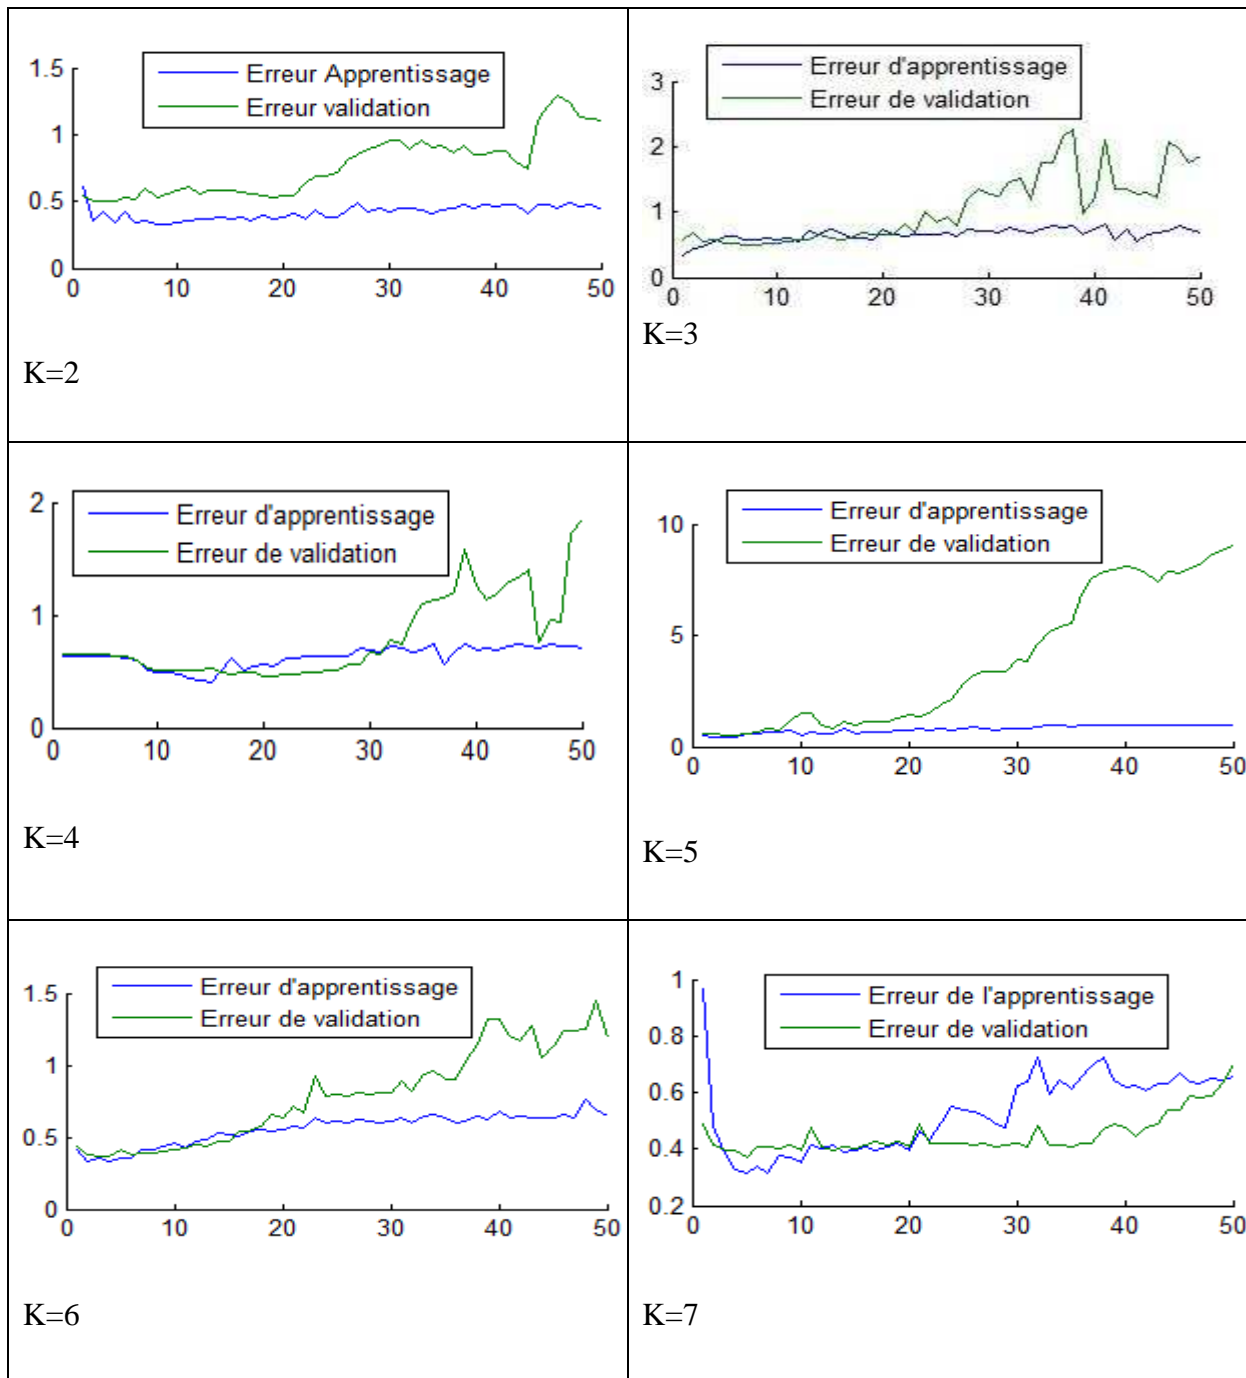 1.5
1
0.5
0
0 10 20 30 40 50
Erreur Apprentissage
Erreur validation
K=2
3
2
1
0
0 10 20 30 40 50
Erreur d'apprentissage
Erreur de validation
K=3
2
1
0
0 10 20 30 40 50
Erreur d'apprentissage
Erreur de validation
K=4
10
5
0
0 10 20 30 40 50
Erreur d'apprentissage
Erreur de validation
K=5
1.5
1
0.5
0
0 10 20 30 40 50
Erreur d'apprentissage
Erreur de validation
K=6
1
0.8
0.6
0.4
0.2
0 10 20 30 40 50
Erreur de l'apprentissage
Erreur de validation
K=7